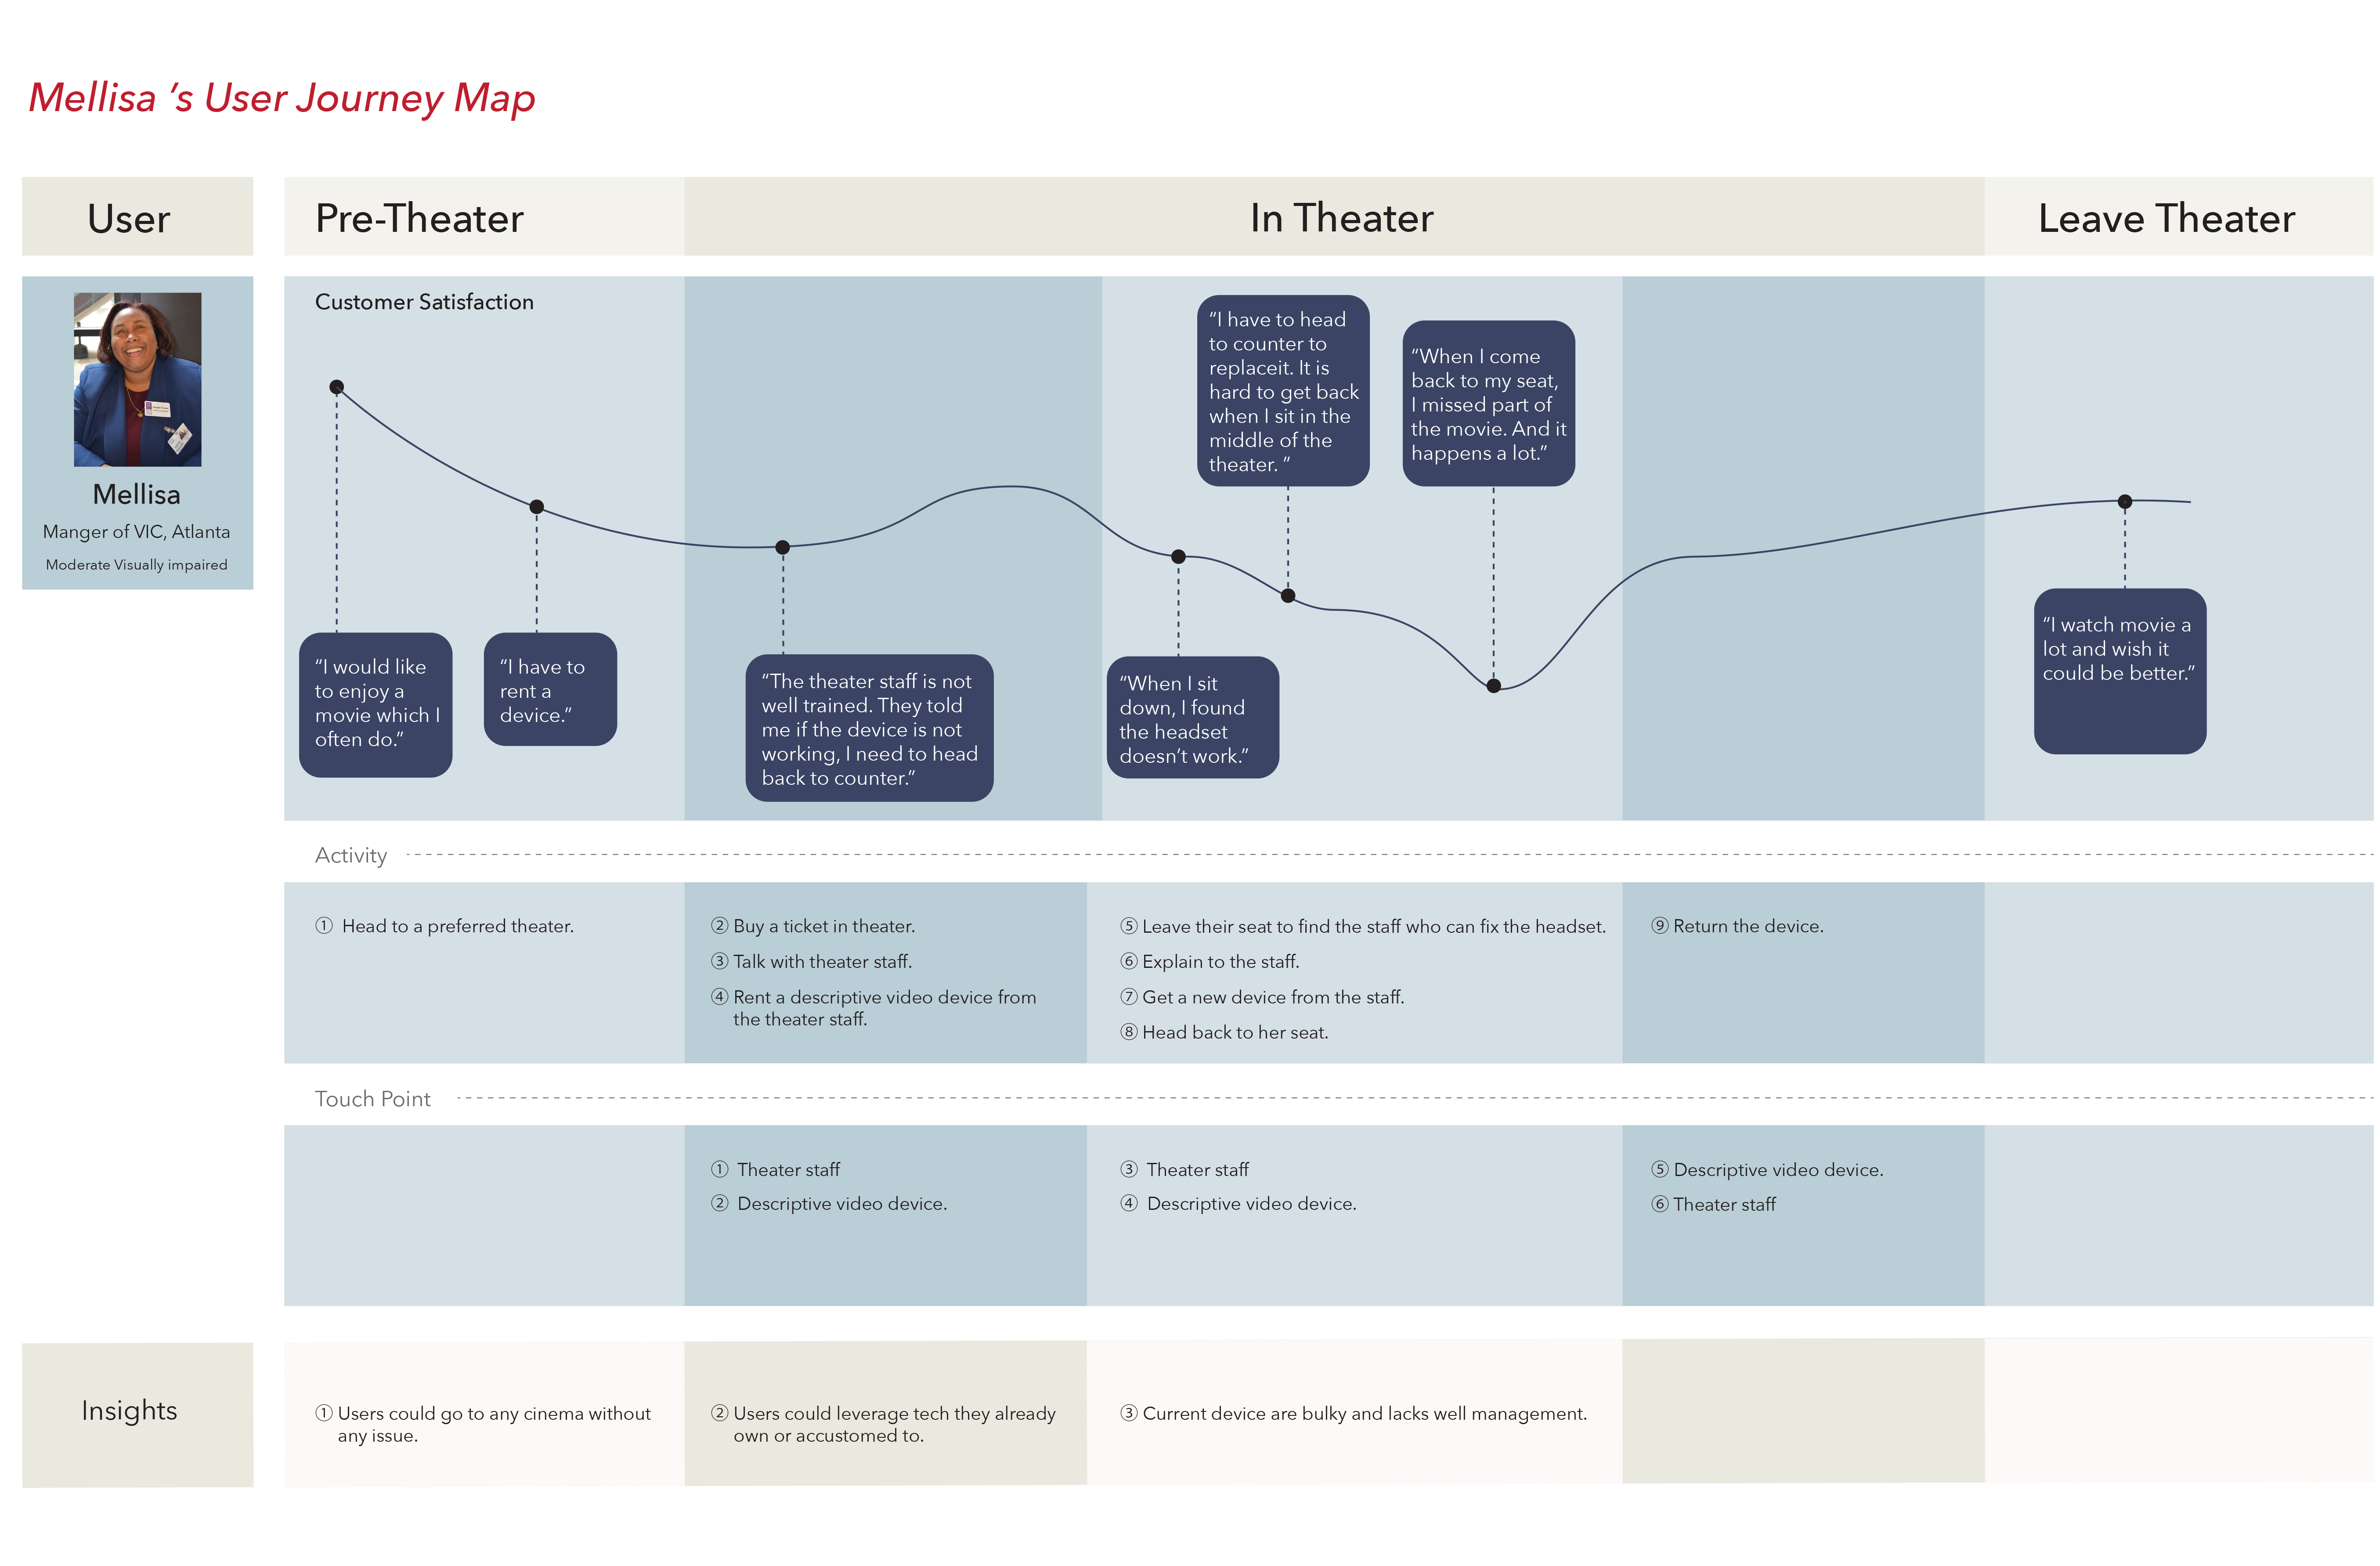 Mellisa ’s User Journey Map
User
Pre-Theater
In Theater
Leave Theater
Mellisa
Manger of VIC, Atlanta
Moderate Visually impaired
Customer Satisfaction
“I would like
to enjoy a
movie which I
often do.”
“I have to
rent a
device.”
“The theater staff is not
well trained. They told
me if the device is not
working, I need to head
back to counter.”
“When I sit
down, I found
the headset
doesn’t work.”
“I have to head
to counter to
replaceit. It is
hard to get back
when I sit in the
middle of the
theater. ”
“When I come
back to my seat,
I missed part of
the movie. And it
happens a lot.”
“I watch movie a
lot and wish it
could be better.”
Activity
① Head to a preferred theater.
② Buy a ticket in theater.
③ Talk with theater staff.
④ Rent a descriptive video device from
the theater staff.
⑤ Leave their seat to find the staff who can fix the headset.
⑥ Explain to the staff.
⑦ Get a new device from the staff.
⑧ Head back to her seat.
⑨ Return the device.
Touch Point
① Theater staff
② Descriptive video device.
③ Theater staff
④ Descriptive video device.
⑤ Descriptive video device.
⑥ Theater staff
Insights
① Users could go to any cinema without
any issue.
② Users could leverage tech they already
own or accustomed to.
③ Current device are bulky and lacks well management.